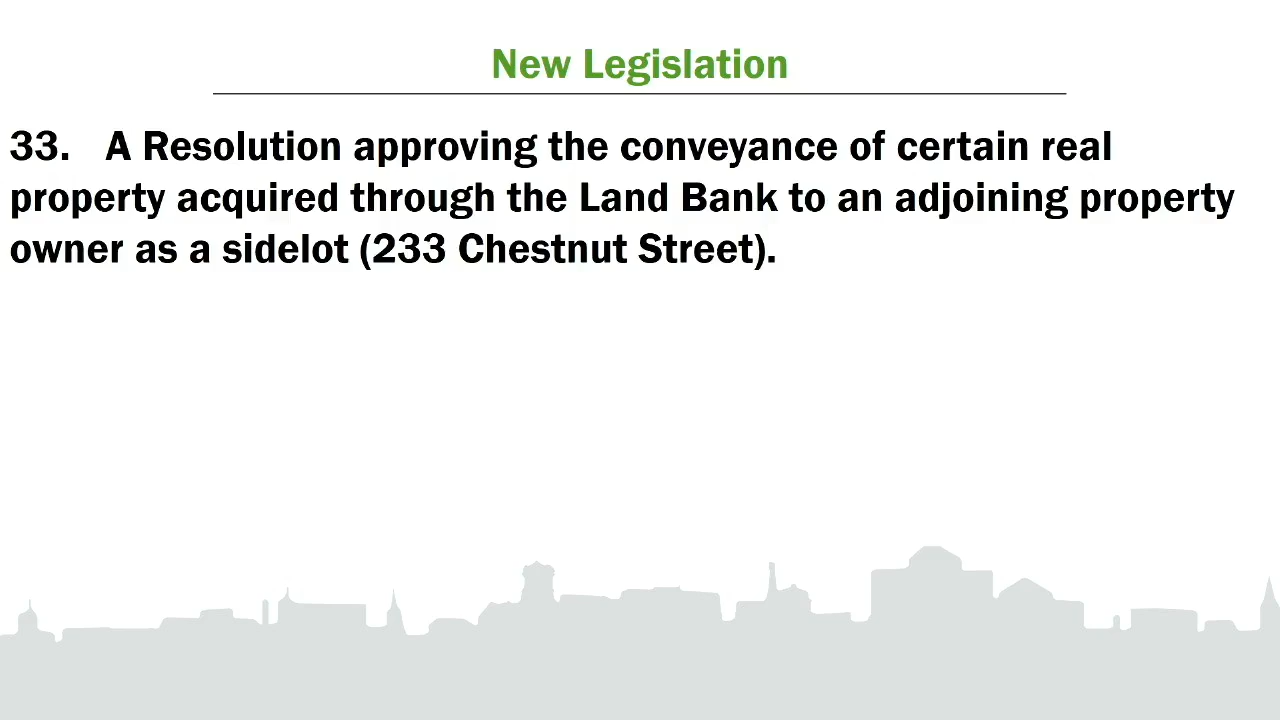 New Legislation
33. A Resolution approving the conveyance of certain real
property acquired through the Land Bank to an adjoining property
owner as a sidelot (233 Chestnut Street).